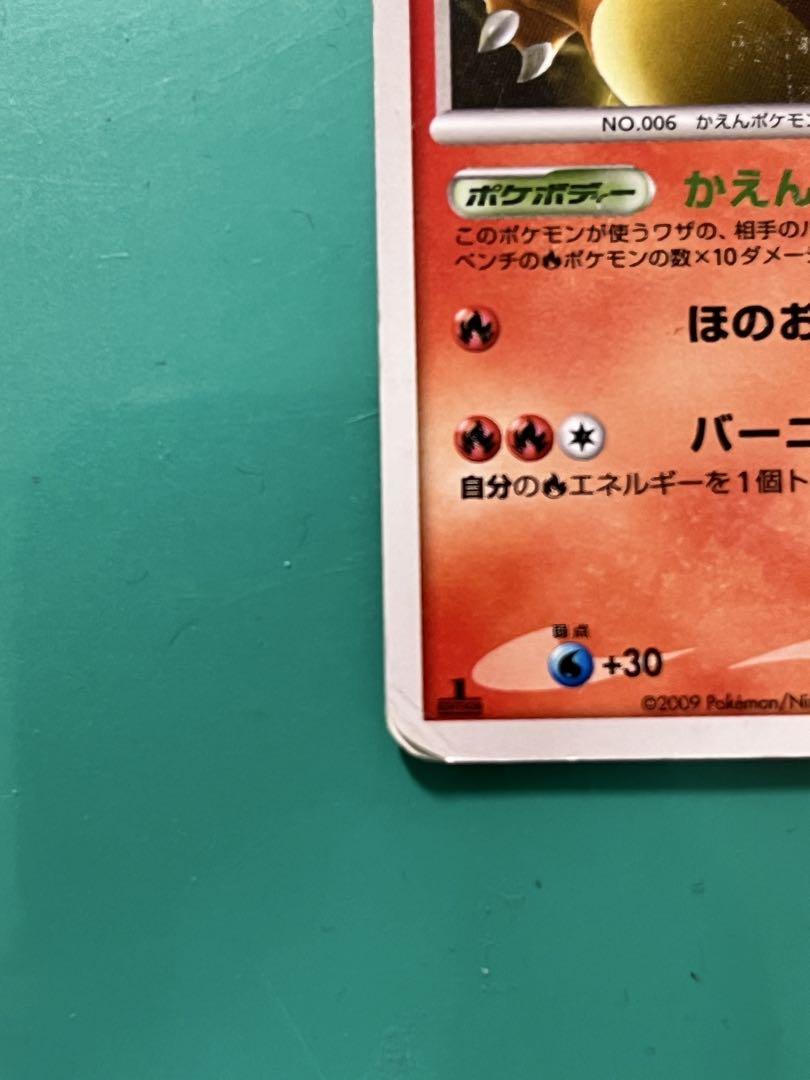 NO.006 かえんポケモン
ポケボディー かえん
このポケモンが使うワザの、相手の
ベンチの ポケモンの数×10ダメー
ほのお
バーニ
自分の エネルギーを1個ト
弱点
+30
1
EDITION
©2009 Pokémon/Ni